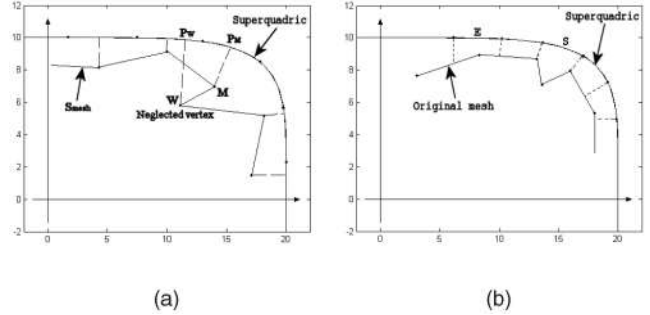 12
10
8
6
4
2
0
-2
0
5
10
15
20
PW
PM
Superquadric
Smesh
W
M
Neglected vertex
(a)
12
10
8
6
4
2
0
-2
0
5
10
15
20
E
S
Superquadric
Original mesh
(b)